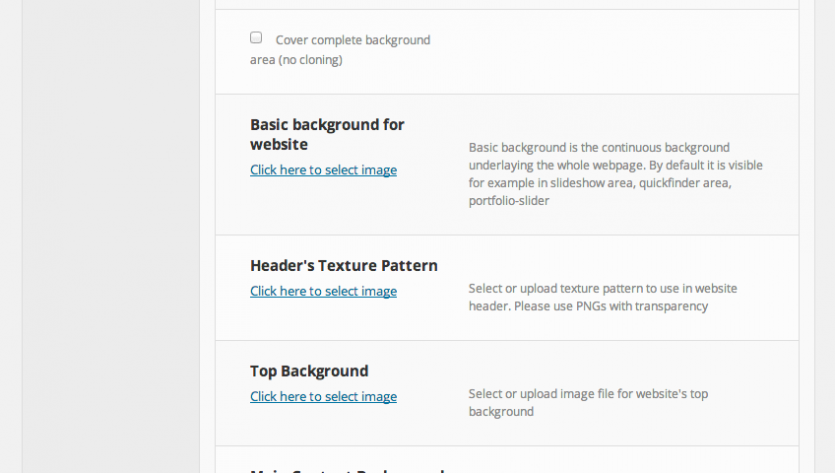 Cover complete background
area (no cloning)
Basic background for
website
Click here to select image
Basic background is the continuous background
underlaying the whole webpage. By default it is visible
for example in slideshow area, quickfinder area,
portfolio-slider
Header's Texture Pattern
Click here to select image
Select or upload texture pattern to use in website
header. Please use PNGs with transparency
Top Background
Click here to select image
Select or upload image file for website's top
background